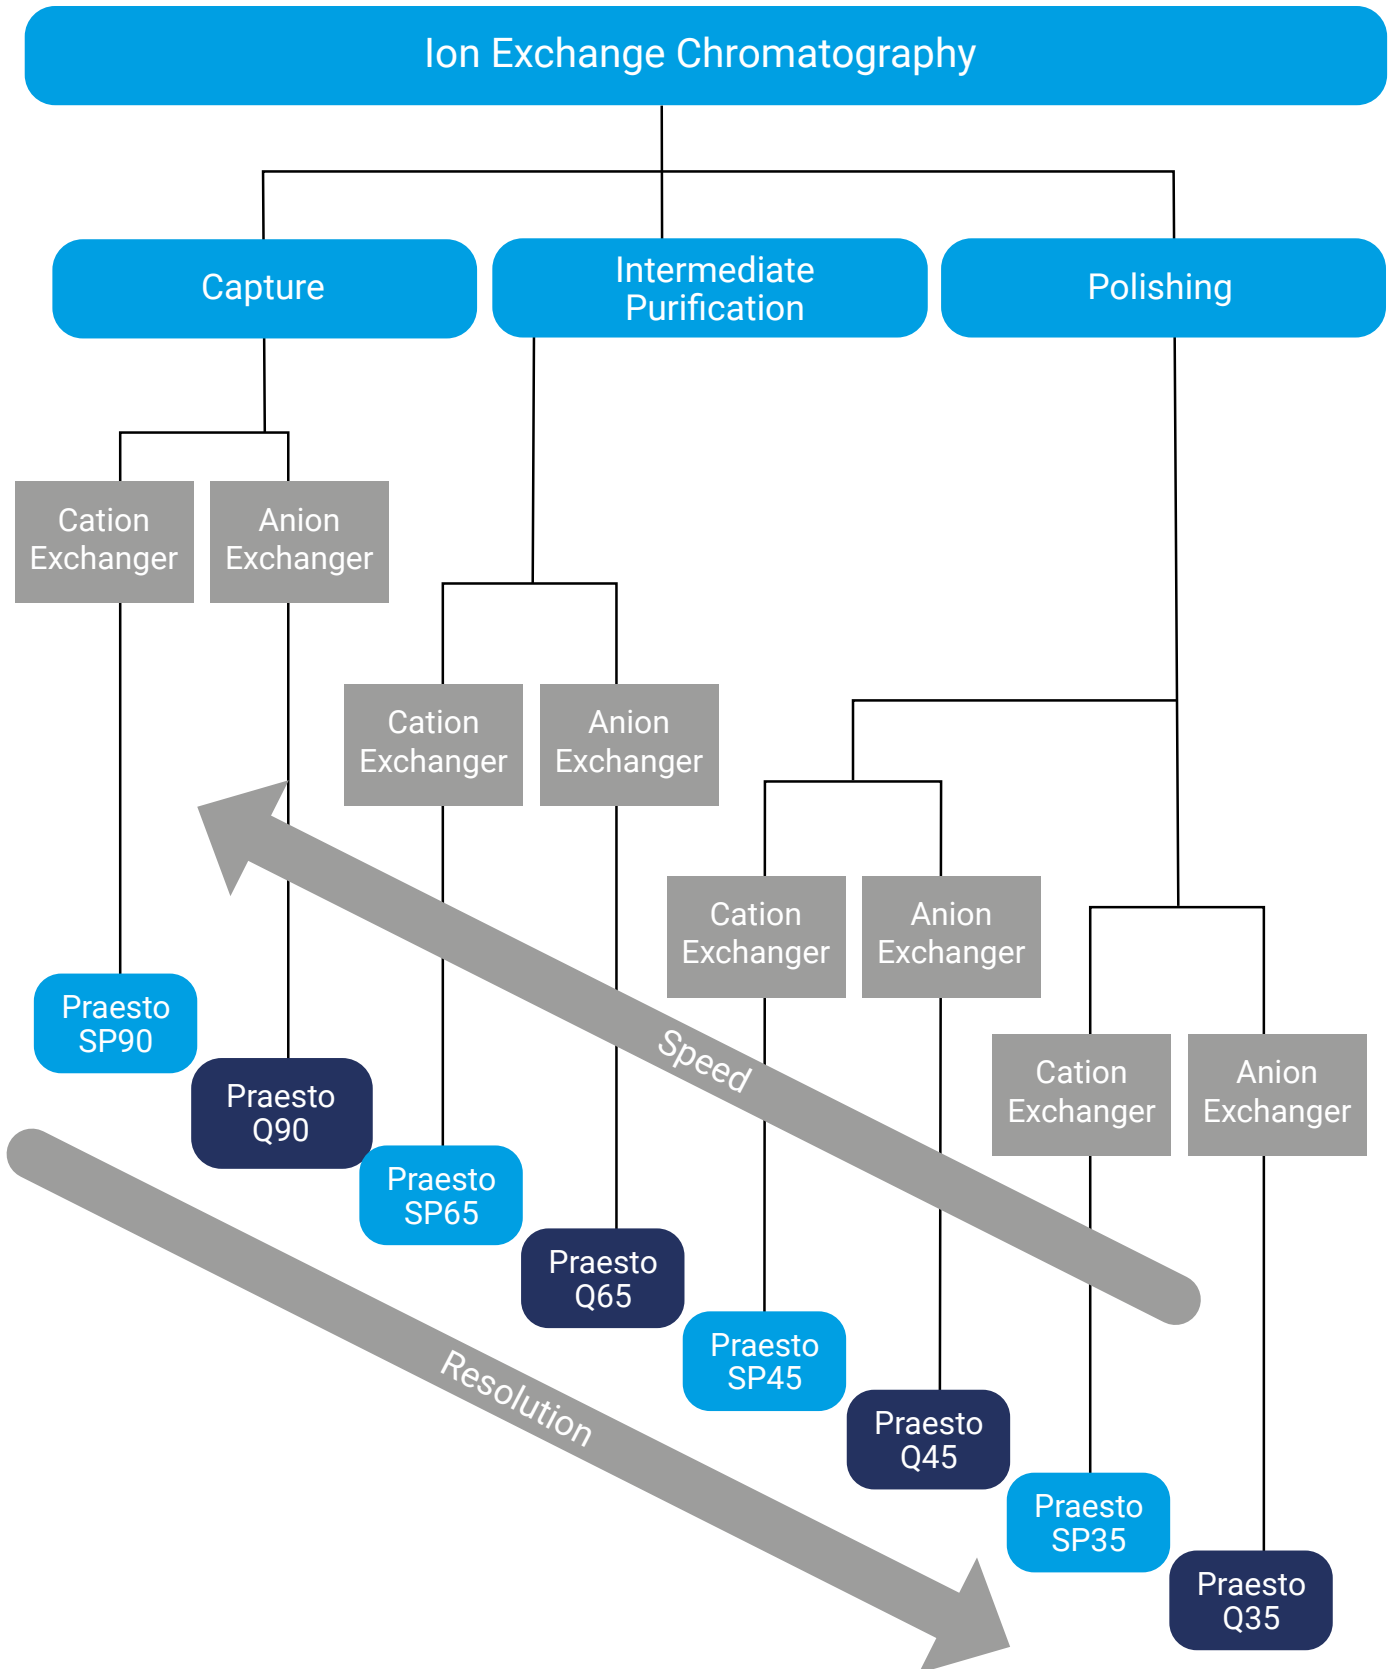 Ion Exchange Chromatography
Capture
Intermediate
Purification
Polishing
Cation
Exchanger
Anion
Exchanger
Cation
Exchanger
Anion
Exchanger
Cation
Exchanger
Anion
Exchanger
Cation
Exchanger
Anion
Exchanger
Speed
Praesto
SP90
Praesto
Q90
Praesto
SP65
Praesto
Q65
Praesto
SP45
Praesto
Q45
Praesto
SP35
Praesto
Q35
Resolution